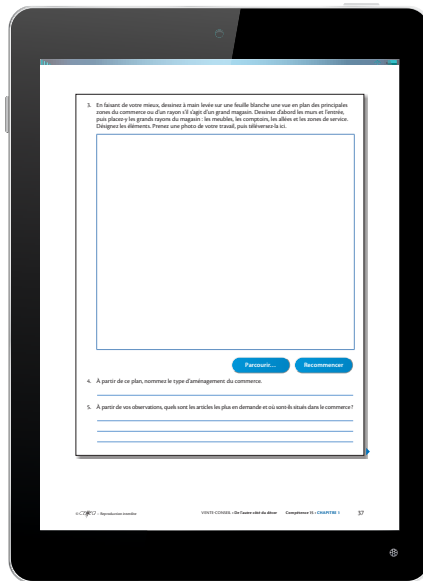 3. En faisant de votre mieux, dessinez à main levée sur une feuille blanche une vue en plan des principales
zones du commerce ou d'un rayon s'il s'agit d'un grand magasin. Dessinez d'abord les murs et l'entrée,
puis placez-y les grands rayons du magasin : les meubles, les comptoirs, les allées et les zones de service.
Désignez les éléments. Prenez une photo de votre travail, puis téléversez-la ici.
Parcourir... Recommencer
4. À partir de ce plan, nommez le type d'aménagement du commerce.
5. À partir de vos observations, quels sont les articles les plus en demande et où sont-ils situés dans le commerce?
© CEMEQ – Reproduction interdite VENTE-CONSEIL • De l'autre côté du décor Compétence 15 • CHAPITRE 1 37